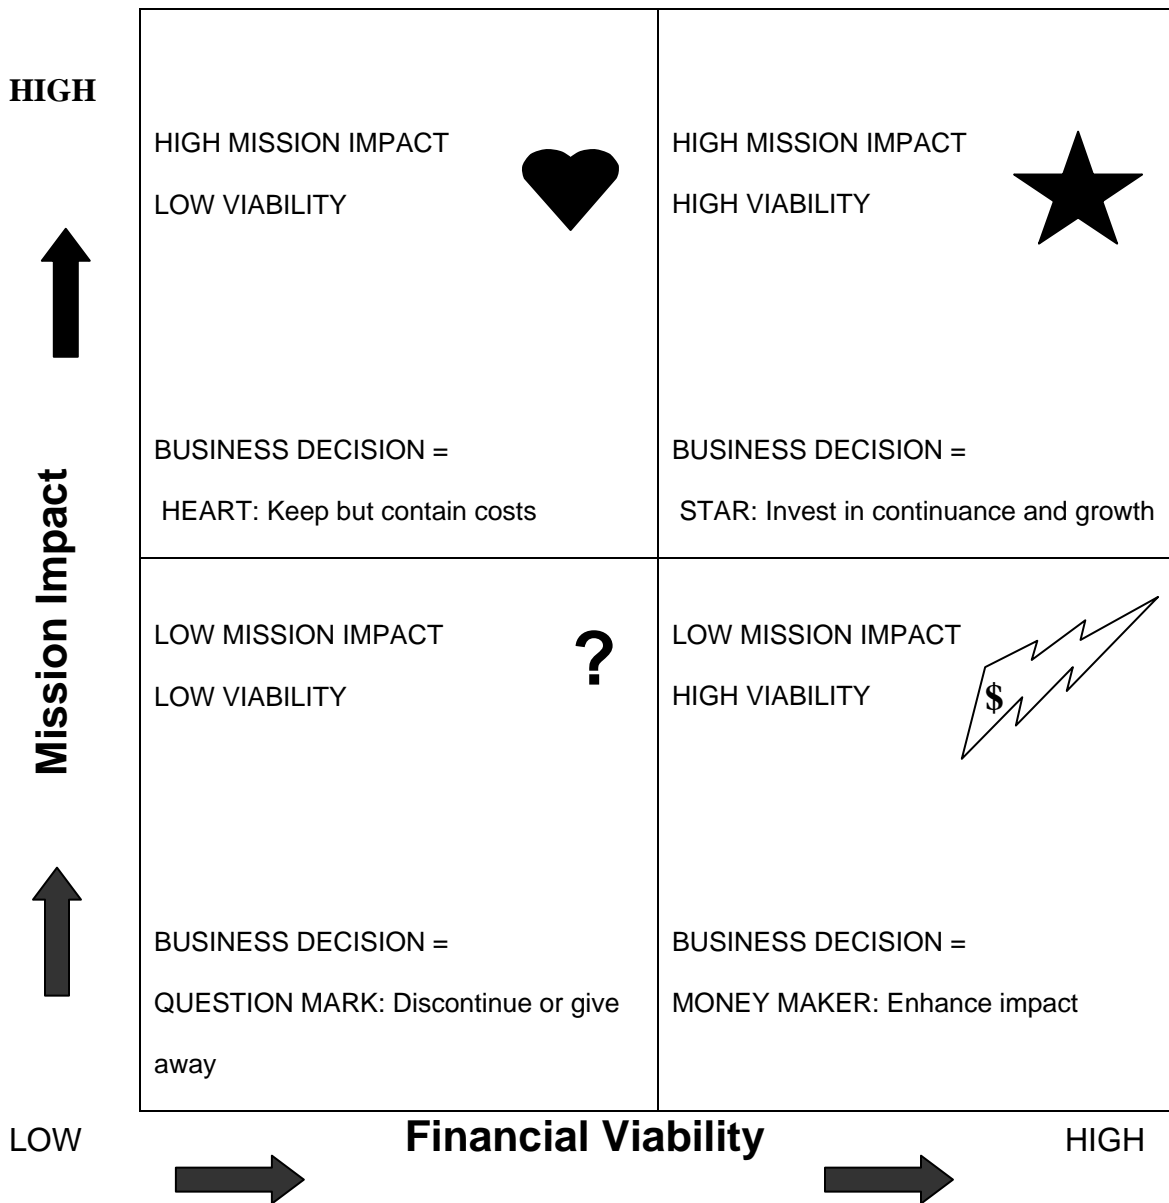 HIGH
HIGH MISSION IMPACT
LOW VIABILITY
BUSINESS DECISION =
HEART: Keep but contain costs
HIGH MISSION IMPACT
HIGH VIABILITY
BUSINESS DECISION =
STAR: Invest in continuance and growth
Mission Impact
LOW MISSION IMPACT
?
LOW VIABILITY
BUSINESS DECISION =
QUESTION MARK: Discontinue or give
away
LOW MISSION IMPACT
HIGH VIABILITY
$
BUSINESS DECISION =
MONEY MAKER: Enhance impact
LOW
Financial Viability
HIGH